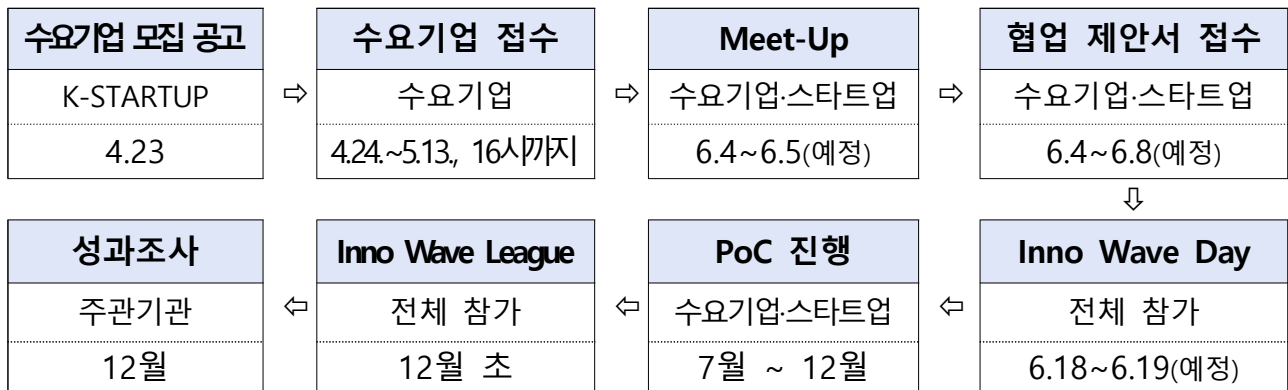 수요기업 모집 공고
K-STARTUP
4.23
⇨
수요기업 접수
수요기업
4.24.~5.13., 16시까지
⇨
Meet-Up
수요기업·스타트업
6.4~6.5(예정)
⇨
협업 제안서 접수
수요기업·스타트업
6.4~6.8(예정)
⇩
Inno Wave Day
전체 참가
6.18~6.19(예정)
⇦
PoC 진행
수요기업·스타트업
7월 ~ 12월
⇦
Inno Wave League
전체 참가
12월 초
⇦
성과조사
주관기관
12월